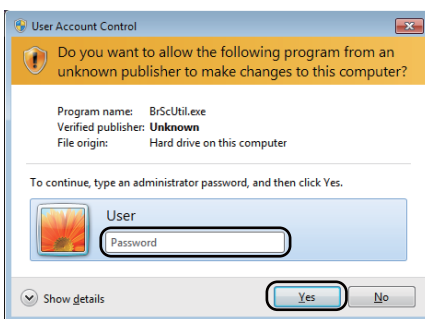 User Account Control
Do you want to allow the following program from an
unknown publisher to make changes to this computer?
Program name: BrScUtil.exe
Verified publisher: Unknown
File origin: Hard drive on this computer
To continue, type an administrator password, and then click Yes.
User
Password
Show details
Yes
No